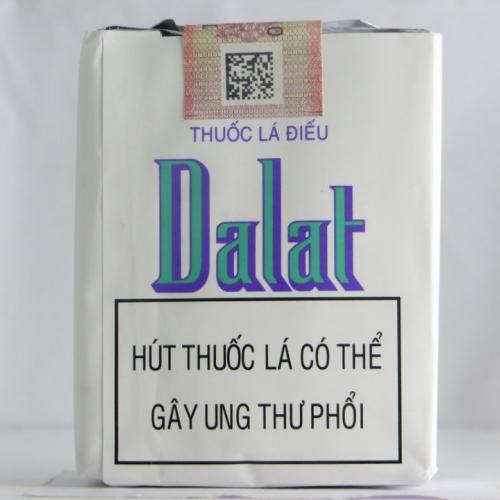 THUỐC LÁ ĐIẾU
Dalat
HÚT THUỐC LÁ CÓ THỂ
GÂY UNG THƯ PHỔI